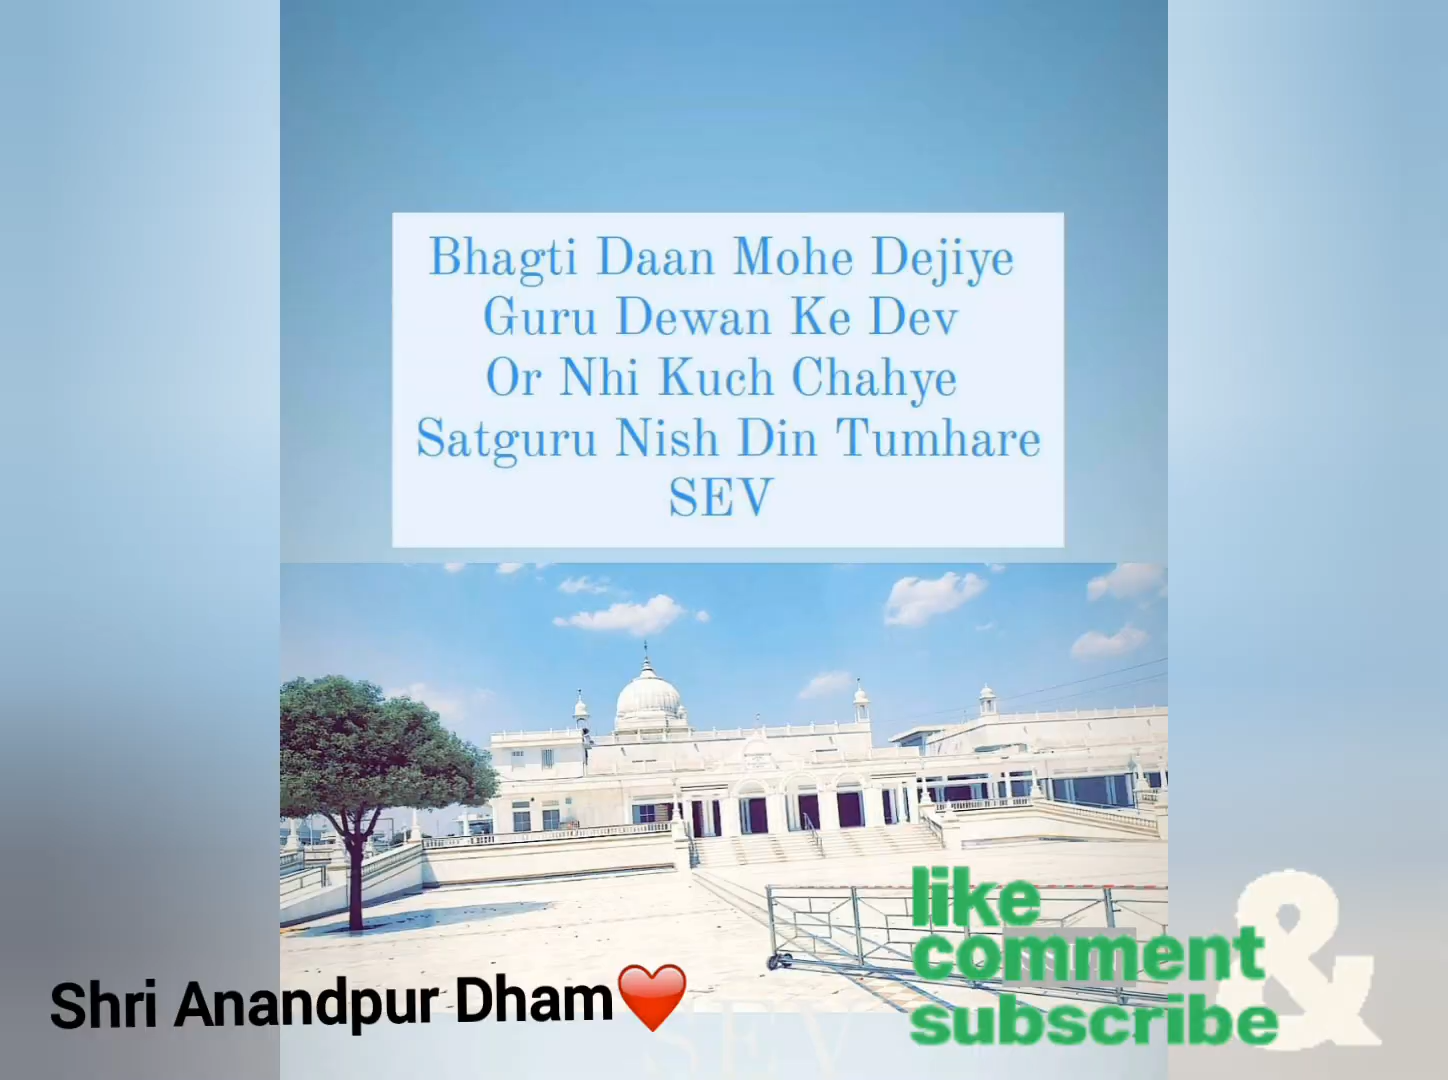 Bhagti Daan Mohe Dejiye
Guru Dewan Ke Dev
Or Nhi Kuch Chahye
Satguru Nish Din Tumhare
SEV
Shri Anandpur Dham❤️
like
comment
&
subscribe
SEV